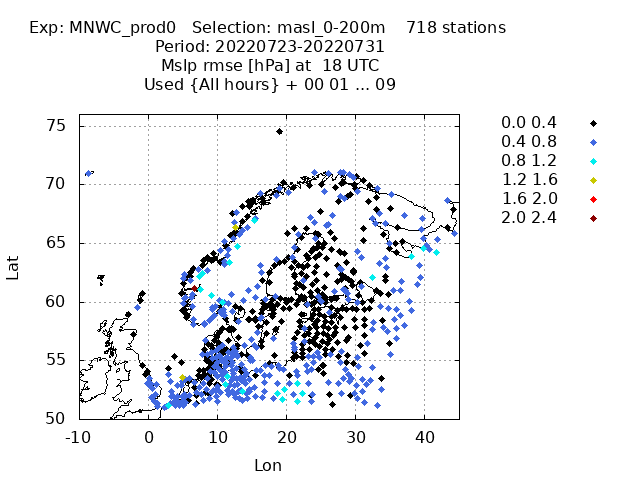 Exp: MNWC_prod0   Selection: masl_0-200m    718 stations
Period: 20220723-20220731
Mslp rmse [hPa] at  18 UTC
Used {All hours} + 00 01 ... 09
0.0 0.4
0.4 0.8
0.8 1.2
1.2 1.6
1.6 2.0
2.0 2.4
75
70
65
60
55
50
Lat
-10 0 10 20 30 40
Lon